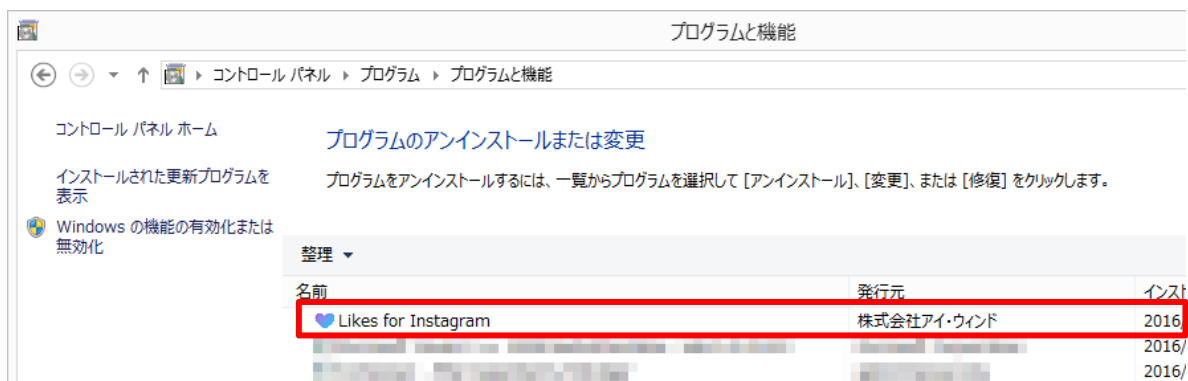 プログラムと機能
コントロール パネル プログラム プログラムと機能
コントロール パネル ホーム
インストールされた更新プログラムを
表示
Windows の機能の有効化または
無効化
プログラムのアンインストールまたは変更
プログラムをアンインストールするには、一覧からプログラムを選択して [アンインストール]、[変更]、または [修復] をクリックします。
整理
名前 発行元 インスト
Likes for Instagram 株式会社アイ・ウィンド 2016/
2016/
2016/